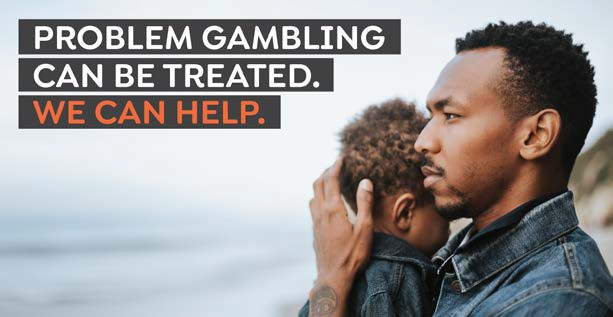 PROBLEM GAMBLING
CAN BE TREATED.
WE CAN HELP.